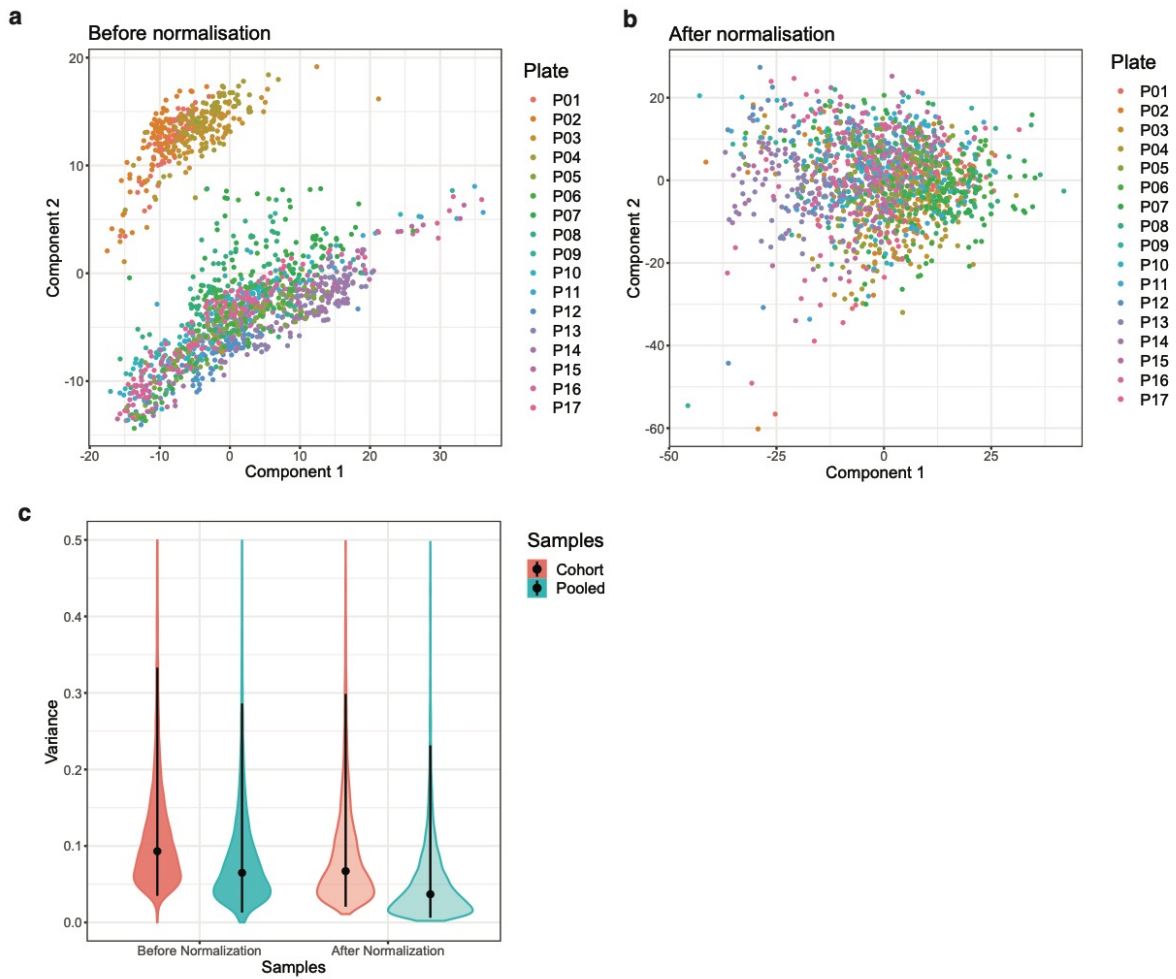 a
Before normalisation
20
10
0
-10
-20
-10
0
10
20
30
Component 2
Component 1
Plate
P01
P02
P03
P04
P05
P06
P07
P08
P09
P10
P11
P12
P13
P14
P15
P16
P17
b
After normalisation
20
0
-20
-40
-60
-50
-25
0
25
Component 2
Component 1
Plate
P01
P02
P03
P04
P05
P06
P07
P08
P09
P10
P11
P12
P13
P14
P15
P16
P17
c
0.5
0.4
0.3
0.2
0.1
0.0
Variance
Before Normalization
After Normalization
Samples
Samples
Cohort
Pooled